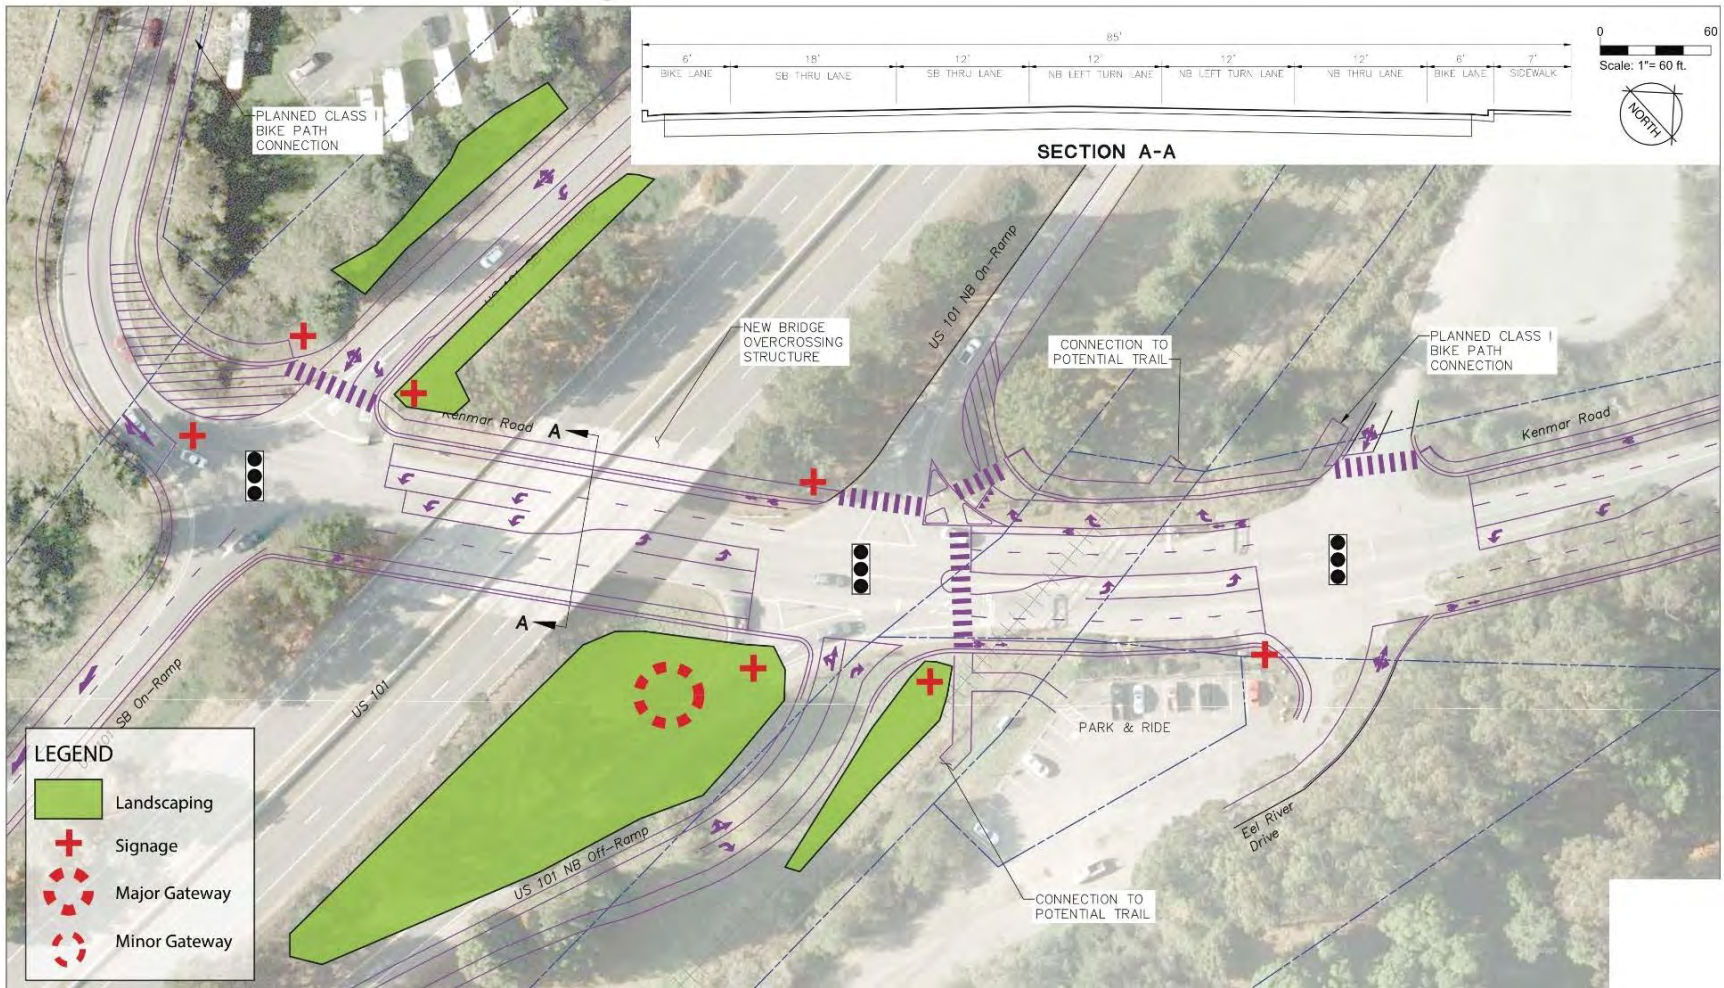 85'
6' 18' 12' 12' 12' 12' 6' 7'
BIKE LANE SB THRU LANE SB THRU LANE NB LEFT TURN LANE NB LEFT TURN LANE NB THRU LANE BIKE LANE SIDEWALK
SECTION A-A
0 60
Scale: 1"= 60 ft.
NORTH
PLANNED CLASS I
BIKE PATH
CONNECTION
NEW BRIDGE
OVERCROSSING
STRUCTURE
US 101 NB On-Ramp
CONNECTION TO
POTENTIAL TRAIL
PLANNED CLASS I
BIKE PATH
CONNECTION
Kenmar Road
Kenmar Road
A
A
SB On-Ramp
US 101
PARK & RIDE
US 101 NB Off-Ramp
Eel River
Drive
CONNECTION TO
POTENTIAL TRAIL
LEGEND
Landscaping
Signage
Major Gateway
Minor Gateway